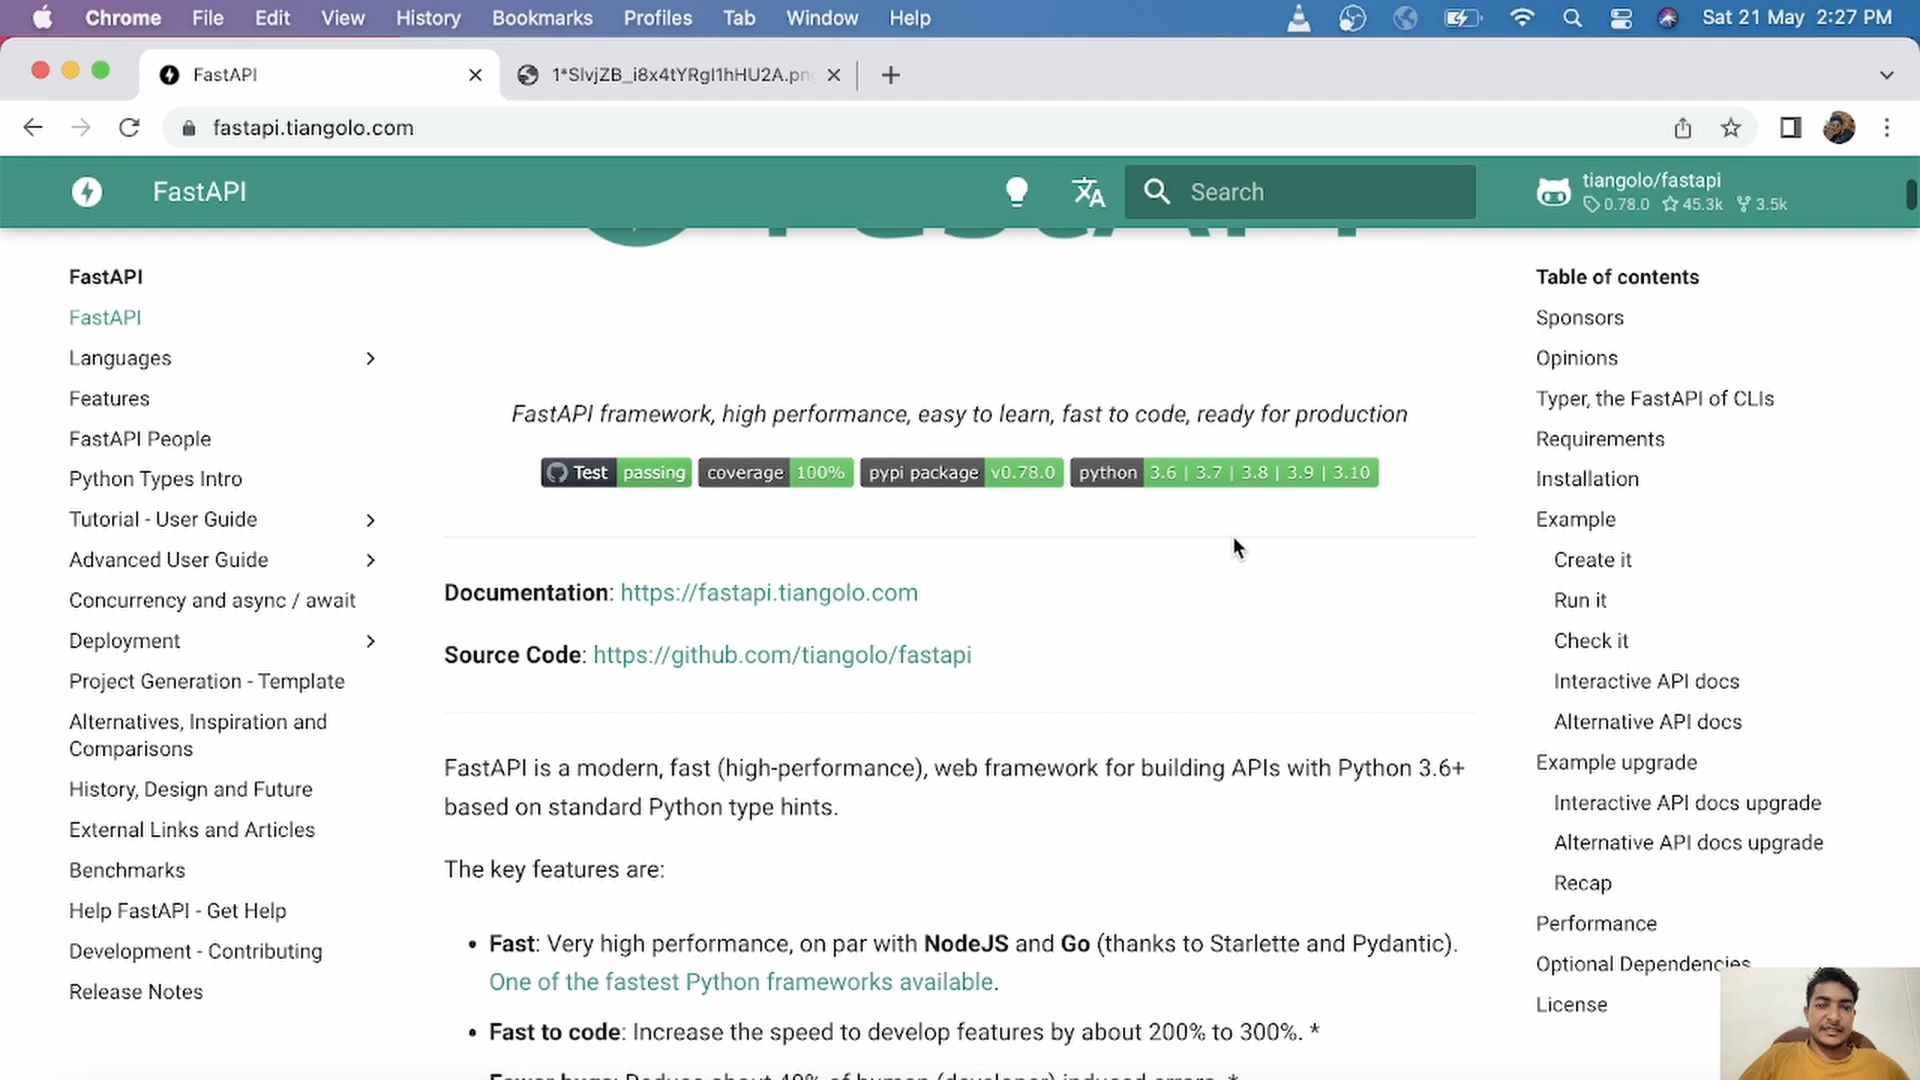 Chrome File Edit View History Bookmarks Profiles Tab Window Help Sat 21 May 2:27 PM
FastAPI 1*SlvjZB_i8x4tYRgI1hHU2A.pn
fastapi.tiangolo.com
FastAPI Search tiangolo/fastapi
0.78.0 45.3k 3.5k
FastAPI
FastAPI
Languages
Features
FastAPI People
Python Types Intro
Tutorial - User Guide
Advanced User Guide
Concurrency and async / await
Deployment
Project Generation - Template
Alternatives, Inspiration and
Comparisons
History, Design and Future
External Links and Articles
Benchmarks
Help FastAPI - Get Help
Development - Contributing
Release Notes
FastAPI framework, high performance, easy to learn, fast to code, ready for production
Test passing coverage 100% pypi package v0.78.0 python 3.6 | 3.7 | 3.8 | 3.9 | 3.10
Documentation: https://fastapi.tiangolo.com
Source Code: https://github.com/tiangolo/fastapi
FastAPI is a modern, fast (high-performance), web framework for building APIs with Python 3.6+
based on standard Python type hints.
The key features are:
• Fast: Very high performance, on par with NodeJS and Go (thanks to Starlette and Pydantic).
One of the fastest Python frameworks available.
• Fast to code: Increase the speed to develop features by about 200% to 300%. *
Table of contents
Sponsors
Opinions
Typer, the FastAPI of CLIs
Requirements
Installation
Example
Create it
Run it
Check it
Interactive API docs
Alternative API docs
Example upgrade
Interactive API docs upgrade
Alternative API docs upgrade
Recap
Performance
Optional Dependencies
License